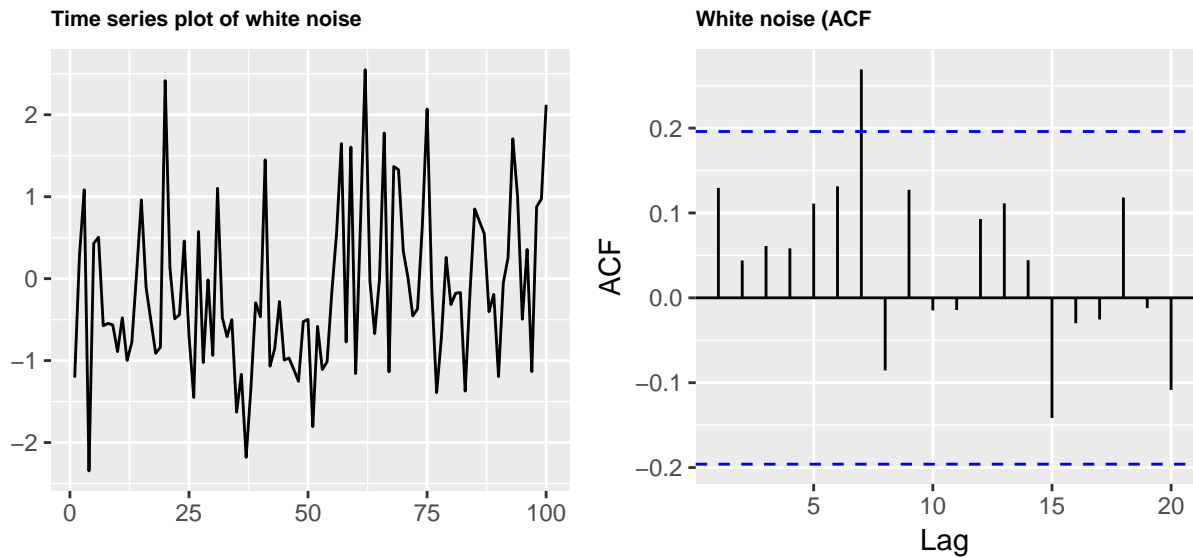 Time series plot of white noise
2
1
0
−1
−2
0 25 50 75 100
White noise (ACF
0.2
0.1
0.0
−0.1
−0.2
ACF
5 10 15 20
Lag